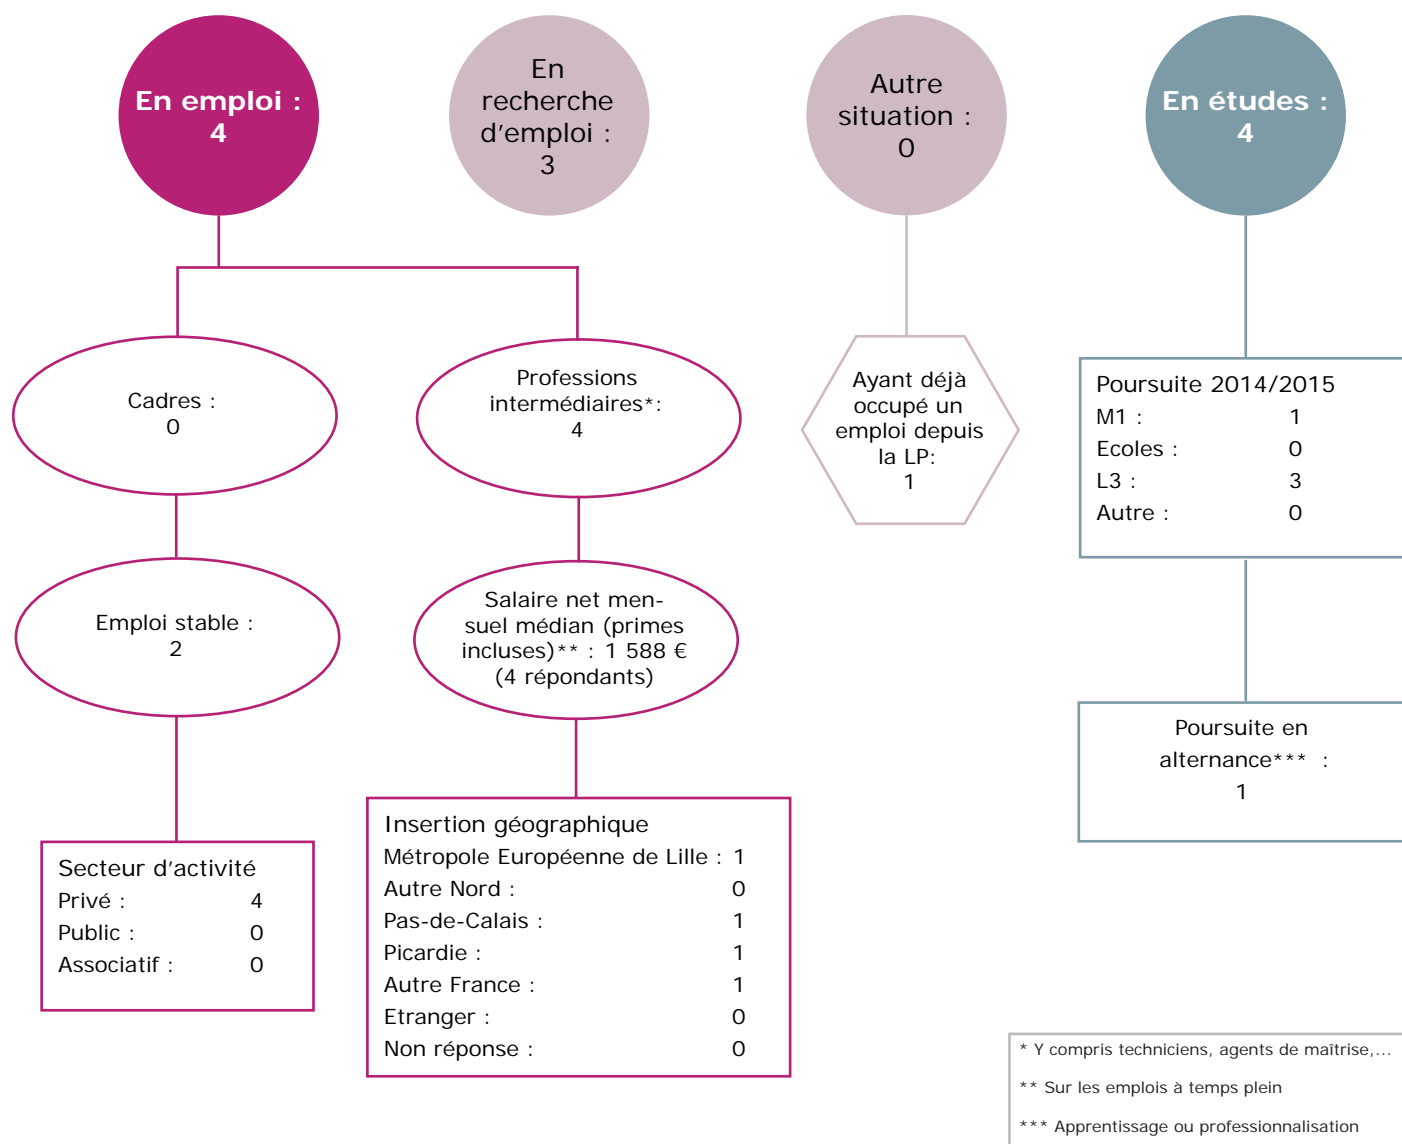 En emploi :
4
En
recherche
d'emploi :
3
Autre
situation :
0
En études :
4
Cadres :
0
Professions
intermédiaires*:
4
Ayant déjà
occupé un
emploi depuis
la LP:
1
Poursuite 2014/2015
M1 : 1
Ecoles : 0
L3 : 3
Autre : 0
Emploi stable :
2
Salaire net men-
suel médian (primes
incluses)** : 1 588 €
(4 répondants)
Poursuite en
alternance*** :
1
Secteur d'activité
Privé : 4
Public : 0
Associatif : 0
Insertion géographique
Métropole Européenne de Lille : 1
Autre Nord : 0
Pas-de-Calais : 1
Picardie : 1
Autre France : 1
Etranger : 0
Non réponse : 0
* Y compris techniciens, agents de maîtrise,...
** Sur les emplois à temps plein
*** Apprentissage ou professionnalisation